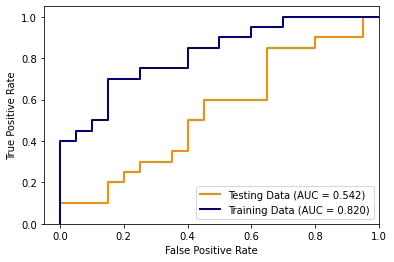 1.0
0.8
0.6
0.4
0.2
0.0
True Positive Rate
0.0 0.2 0.4 0.6 0.8 1.0
False Positive Rate
Testing Data (AUC = 0.542)
Training Data (AUC = 0.820)